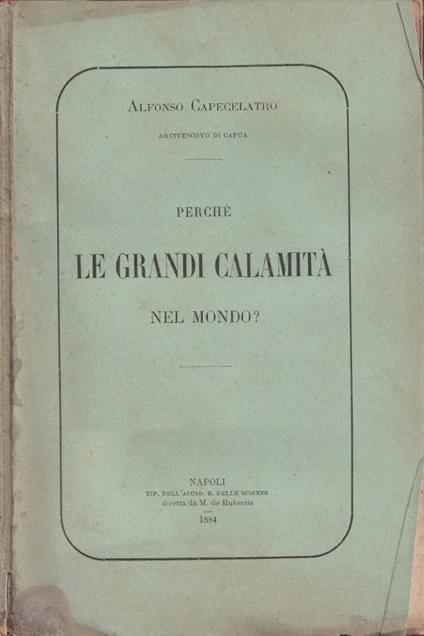 Alfonso Capecelatro
ARCIVESCOVO DI CAPUA
PERCHÈ
LE GRANDI CALAMITÀ
NEL MONDO?
NAPOLI
TIP. DELL'ACCAD. R. DELLE SCIENZE
diretta da M. de Rubertis
1884